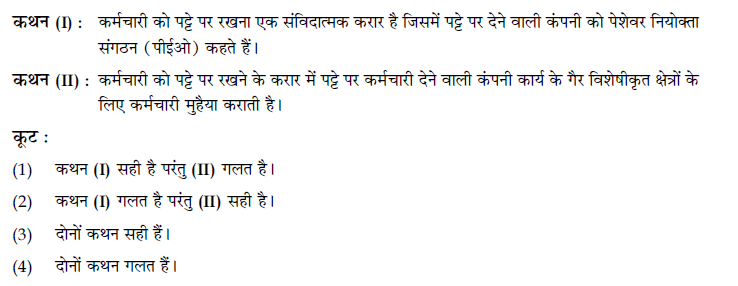 कथन (I) : कर्मचारी को पट्टे पर रखना एक संविदात्मक करार है जिसमें पट्टे पर देने वाली कंपनी को पेशेवर नियोक्ता
संगठन (पीईओ) कहते हैं।
कथन (II) : कर्मचारी को पट्टे पर रखने के करार में पट्टे पर कर्मचारी देने वाली कंपनी कार्य के गैर विशेषीकृत क्षेत्रों के
लिए कर्मचारी मुहैया कराती है।
कूट :
(1) कथन (I) सही है परंतु (II) गलत है।
(2) कथन (I) गलत है परंतु (II) सही है।
(3) दोनों कथन सही हैं।
(4) दोनों कथन गलत हैं।